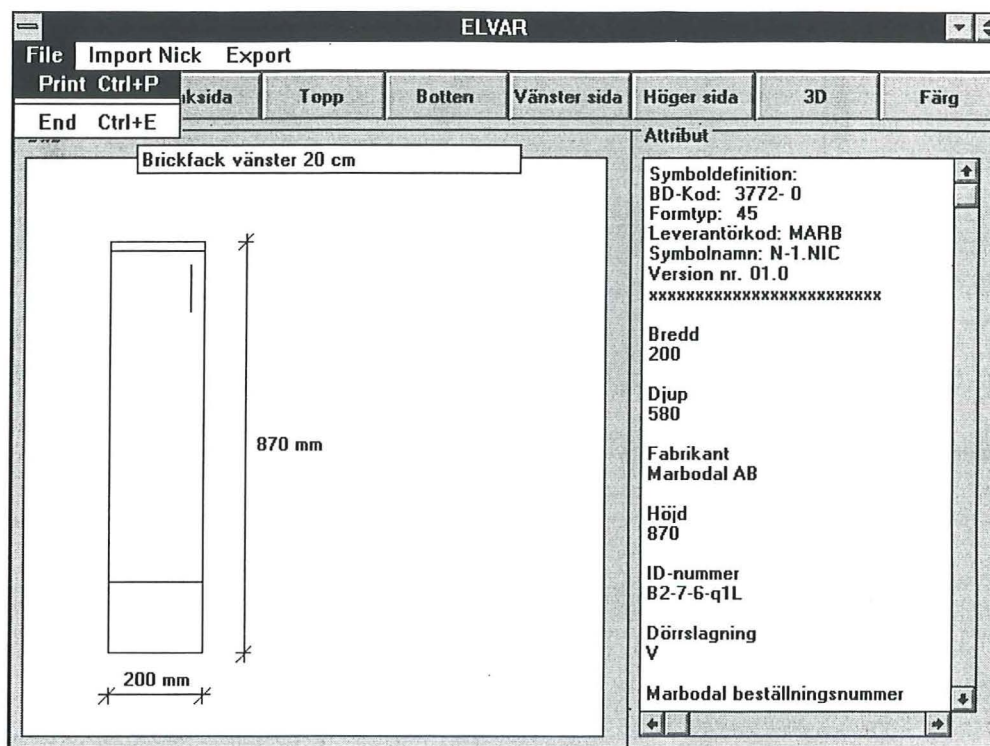 ELVAR
File Import Nick Export
Print Ctrl+P
End Ctrl+E
Topp Botten Vänster sida Höger sida 3D Färg
Brickfack vänster 20 cm
870 mm
200 mm
Attribut
Symboldefinition:
BD-Kod: 3772- 0
Formtyp: 45
Leverantörkod: MARB
Symbolnamn: N-1.NIC
Version nr. 01.0
xxxxxxxxxxxxxxxxxxxxxxxxx
Bredd
200
Djup
580
Fabrikant
Marbodal AB
Höjd
870
ID-nummer
B2-7-6-q1L
Dörrslagning
V
Marbodal beställningsnummer